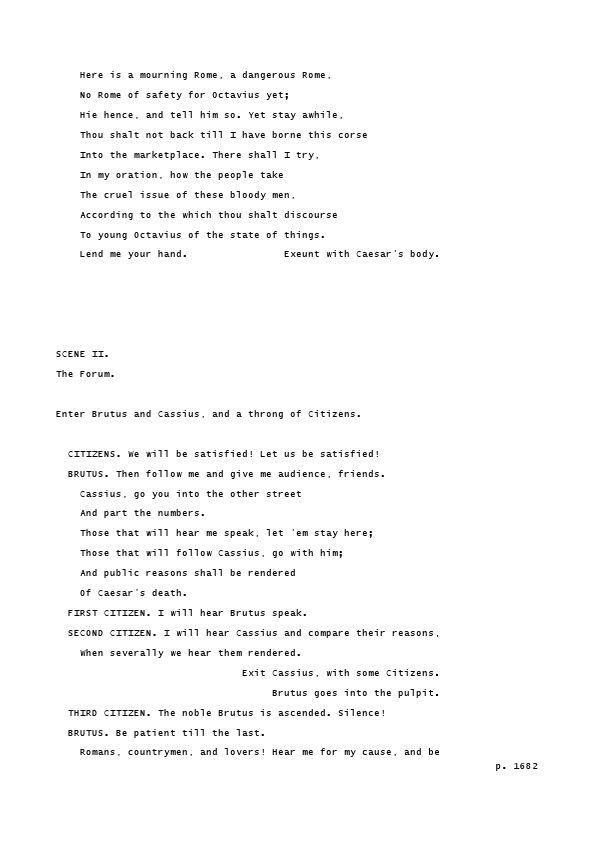 Here is a mourning Rome, a dangerous Rome,
No Rome of safety for Octavius yet;
Hie hence, and tell him so. Yet stay awhile,
Thou shalt not back till I have borne this corse
Into the marketplace. There shall I try,
In my oration, how the people take
The cruel issue of these bloody men,
According to the which thou shalt discourse
To young Octavius of the state of things.
Lend me your hand. Exeunt with Caesar's body.
SCENE II.
The Forum.
Enter Brutus and Cassius, and a throng of Citizens.
CITIZENS. We will be satisfied! Let us be satisfied!
BRUTUS. Then follow me and give me audience, friends.
Cassius, go you into the other street
And part the numbers.
Those that will hear me speak, let 'em stay here;
Those that will follow Cassius, go with him;
And public reasons shall be rendered
Of Caesar's death.
FIRST CITIZEN. I will hear Brutus speak.
SECOND CITIZEN. I will hear Cassius and compare their reasons,
When severally we hear them rendered.
Exit Cassius, with some Citizens.
Brutus goes into the pulpit.
THIRD CITIZEN. The noble Brutus is ascended. Silence!
BRUTUS. Be patient till the last.
Romans, countrymen, and lovers! Hear me for my cause, and be
p. 1682